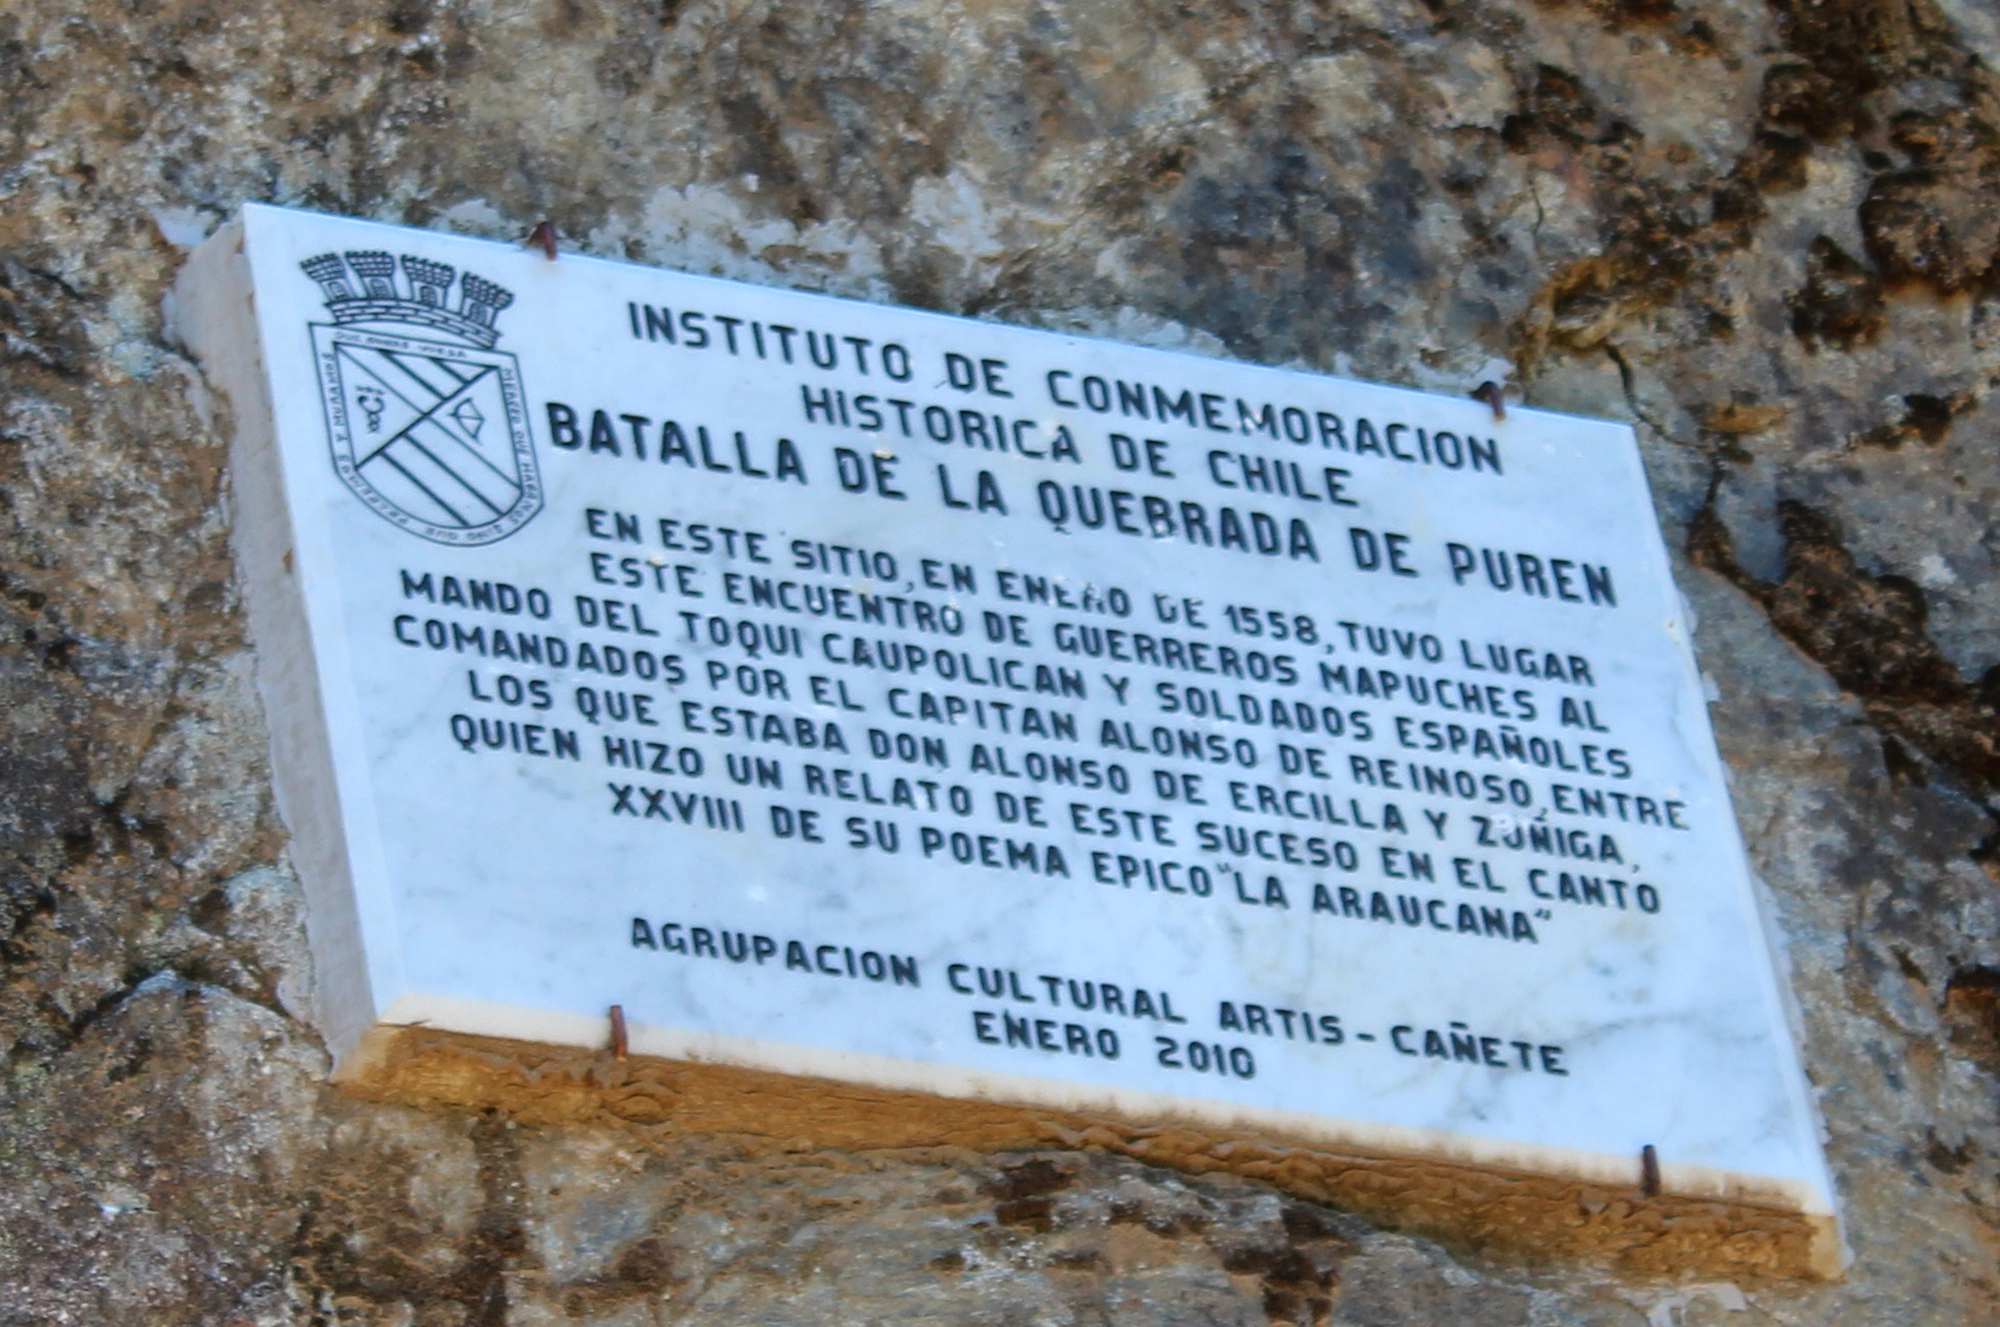 INSTITUTO DE CONMEMORACION
HISTORICA DE CHILE
BATALLA DE LA QUEBRADA DE PUREN
EN ESTE SITIO, EN ENERO DE 1558, TUVO LUGAR
ESTE ENCUENTRO DE GUERREROS MAPUCHES AL
MANDO DEL TOQUI CAUPOLICAN Y SOLDADOS ESPAÑOLES
COMANDADOS POR EL CAPITAN ALONSO DE REINOSO, ENTRE
LOS QUE ESTABA DON ALONSO DE ERCILLA Y ZUÑIGA,
QUIEN HIZO UN RELATO DE ESTE SUCESO EN EL CANTO
XXVIII DE SU POEMA EPICO "LA ARAUCANA"
AGRUPACION CULTURAL ARTIS - CAÑETE
ENERO 2010